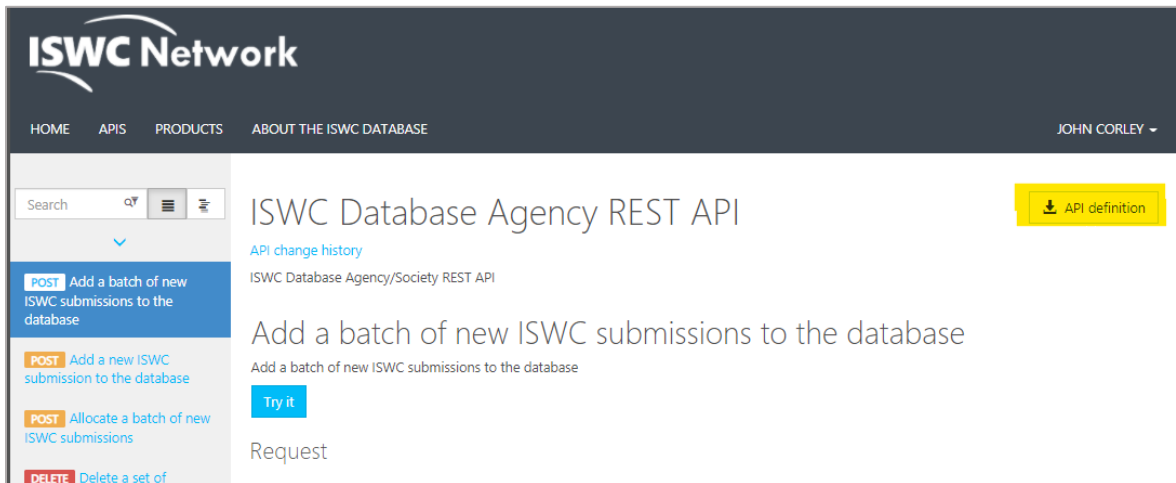 ISWC Network
HOME APIS PRODUCTS ABOUT THE ISWC DATABASE JOHN CORLEY
Search
POST Add a batch of new
ISWC submissions to the
database
POST Add a new ISWC
submission to the database
POST Allocate a batch of new
ISWC submissions
DELETE Delete a set of
ISWC Database Agency REST API
API definition
API change history
ISWC Database Agency/Society REST API
Add a batch of new ISWC submissions to the database
Add a batch of new ISWC submissions to the database
Try it
Request